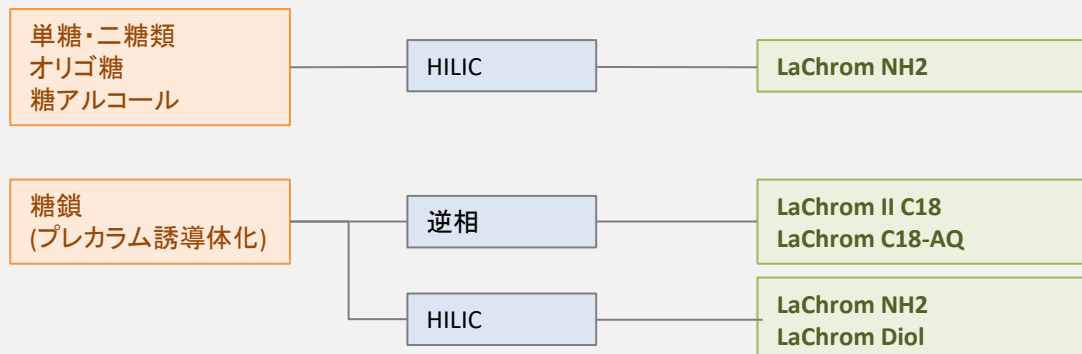 単糖・二糖類
オリゴ糖
糖アルコール
HILIC
LaChrom NH2
糖鎖
(プレカラム誘導体化)
逆相
LaChrom II C18
LaChrom C18-AQ
HILIC
LaChrom NH2
LaChrom Diol